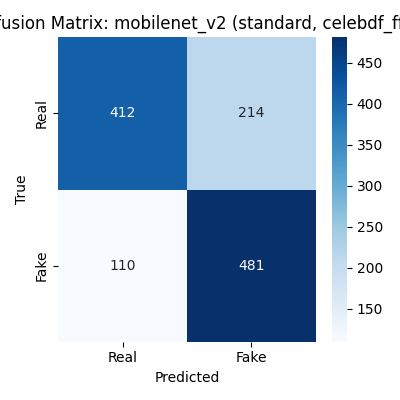 fusion Matrix: mobilenet_v2 (standard, celebdf_ff
Real
412
214
True
Fake
110
481
Real
Fake
Predicted
450
400
350
300
250
200
150